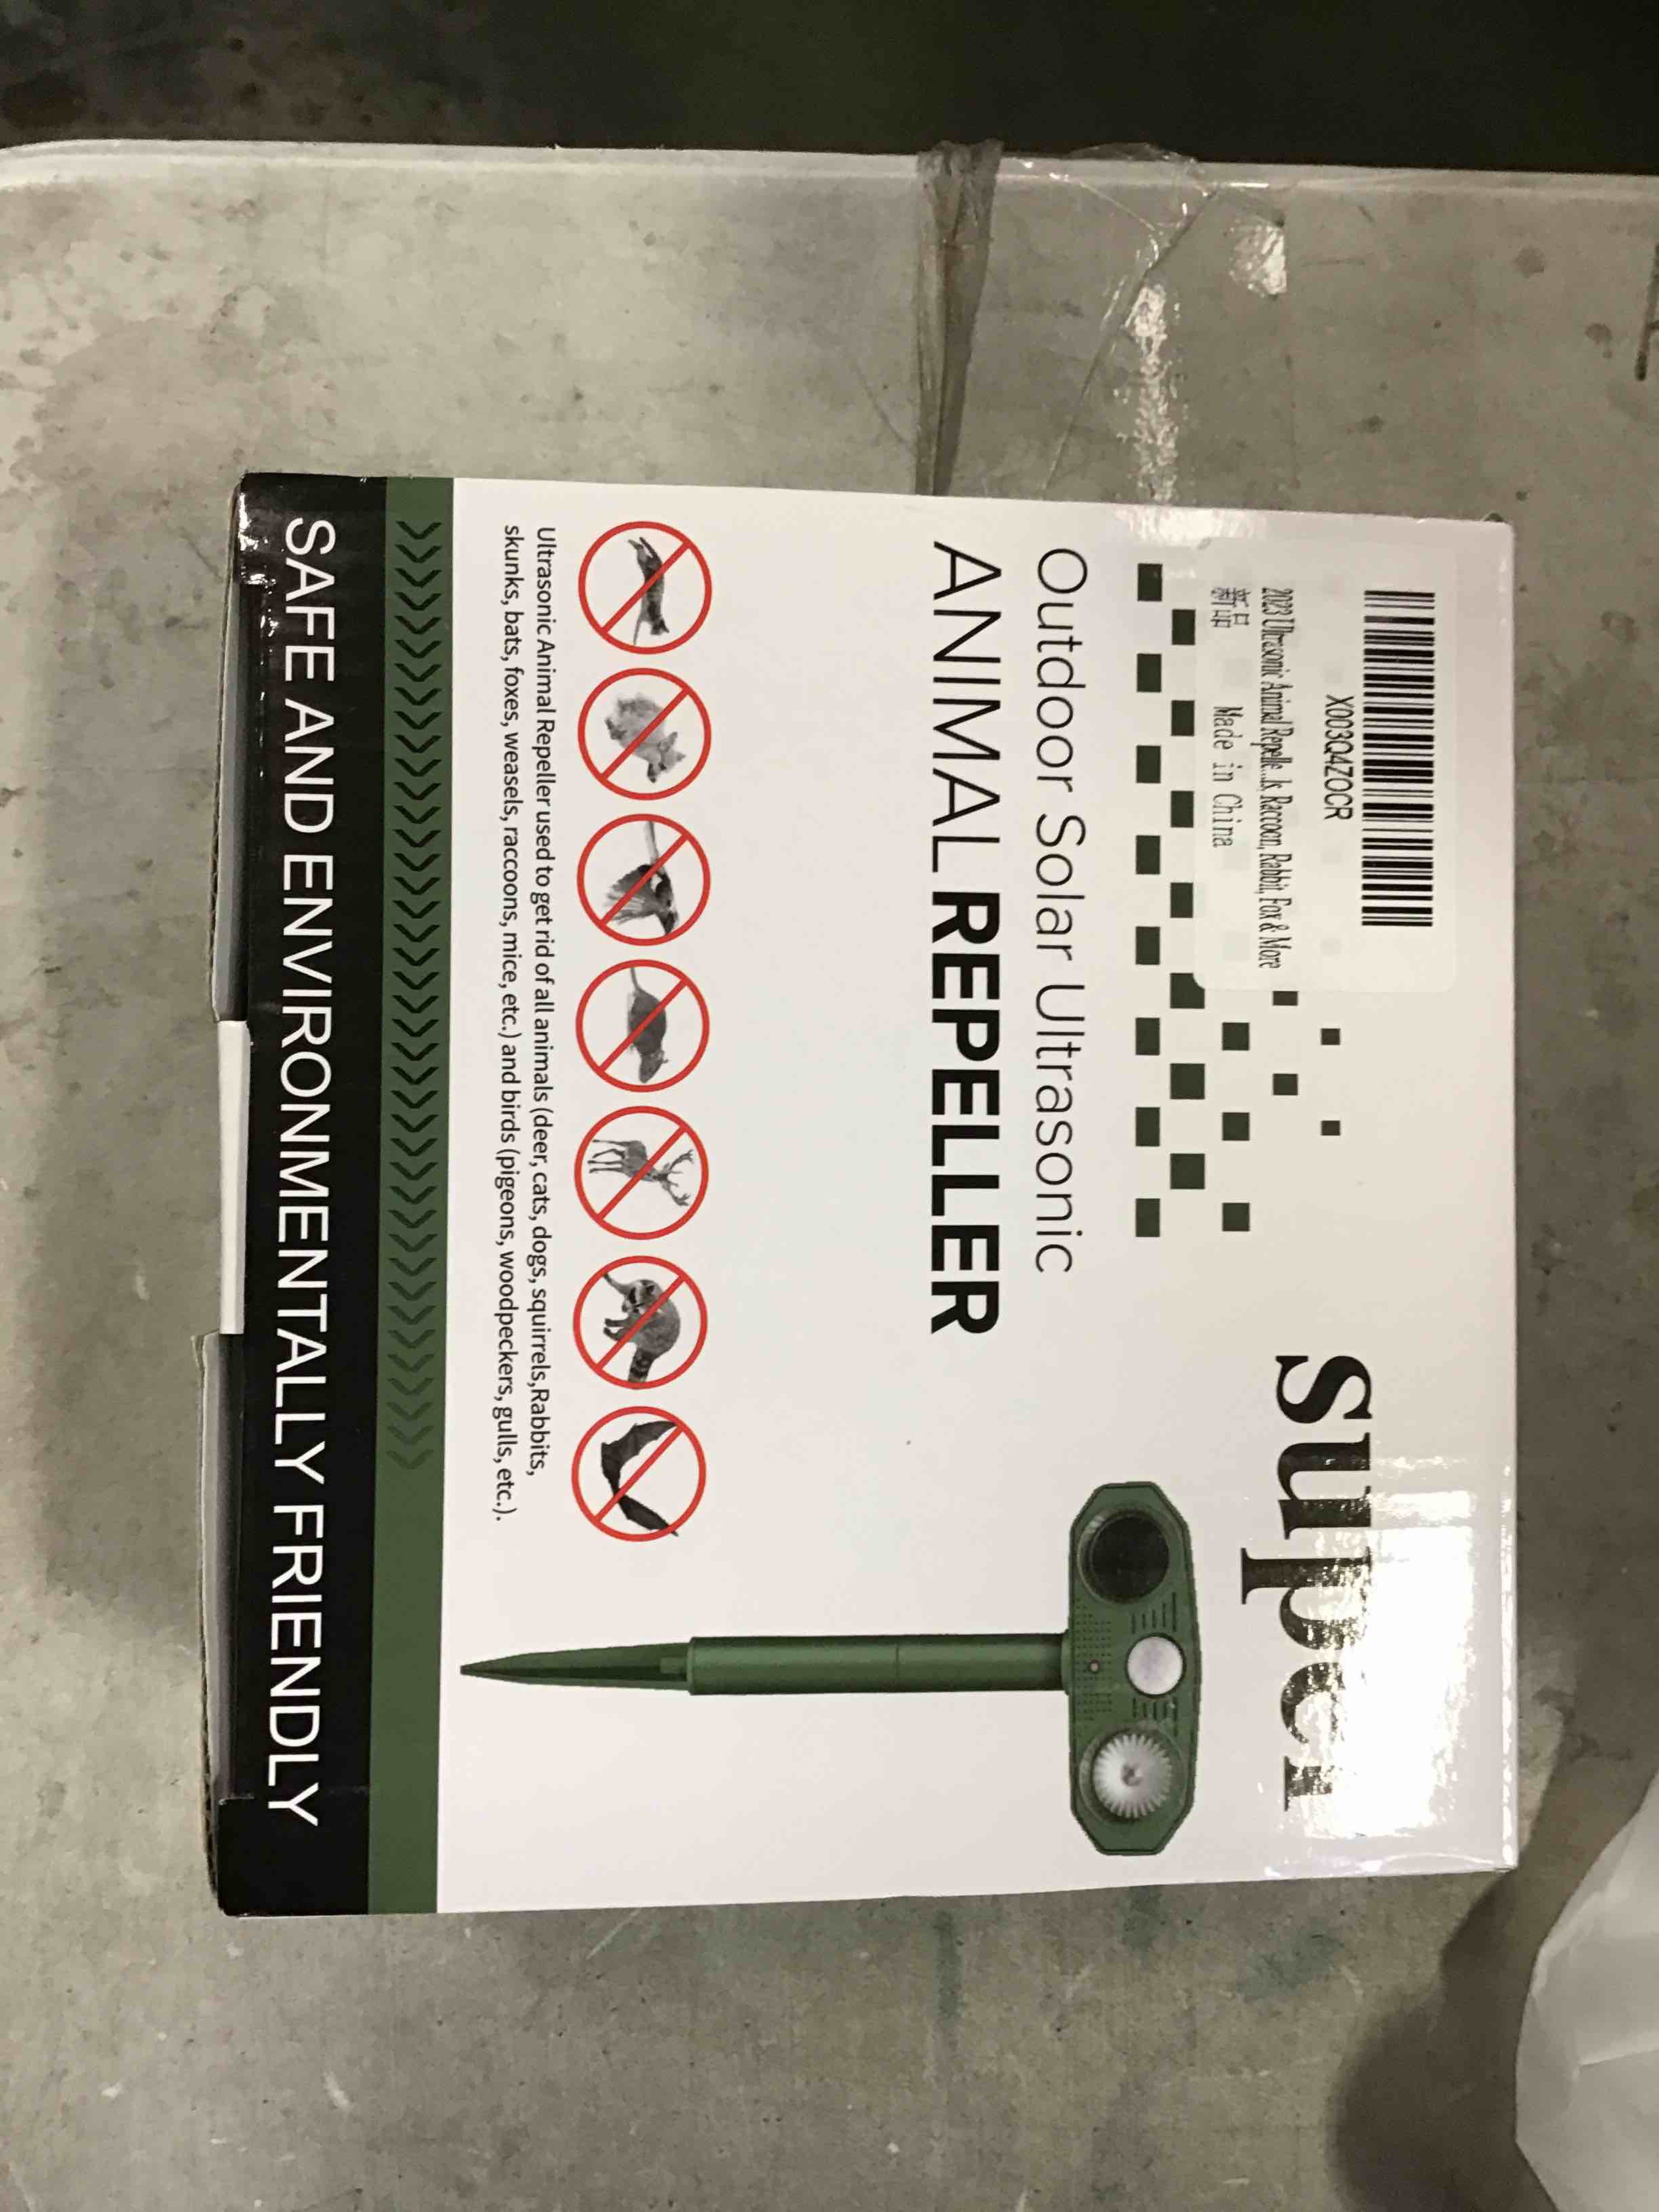 X003Q4ZOCR
2023 Ultrasonic Animal Repelle...ls, Raccoon, Rabbit, Fox & More
新品 Made in China
super
Outdoor Solar Ultrasonic
ANIMAL REPELLER
Ultrasonic Animal Repeller used to get rid of all animals (deer, cats, dogs, squirrels,Rabbits,
skunks, bats, foxes, weasels, raccoons, mice, etc.) and birds (pigeons, woodpeckers, gulls, etc.).
SAFE AND ENVIRONMENTALLY FRIENDLY